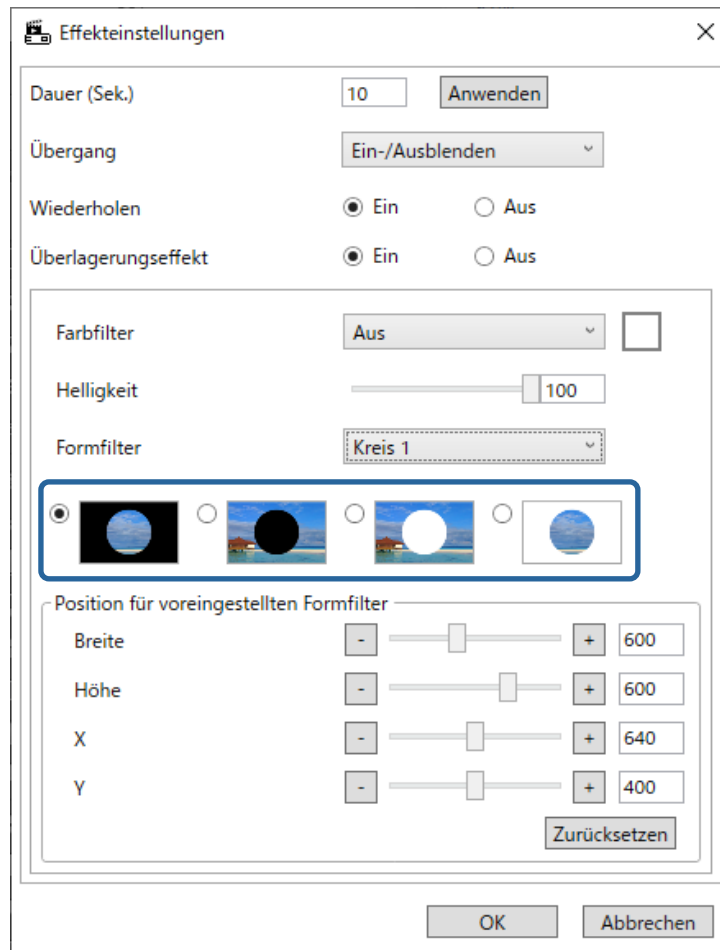 Effekteinstellungen
Dauer (Sek.) 10 Anwenden
Übergang Ein-/Ausblenden
Wiederholen Ein Aus
Überlagerungseffekt Ein Aus
Farbfilter Aus
Helligkeit 100
Formfilter Kreis 1
Position für voreingestellten Formfilter
Breite - + 600
Höhe - + 600
X - + 640
Y - + 400
Zurücksetzen
OK Abbrechen